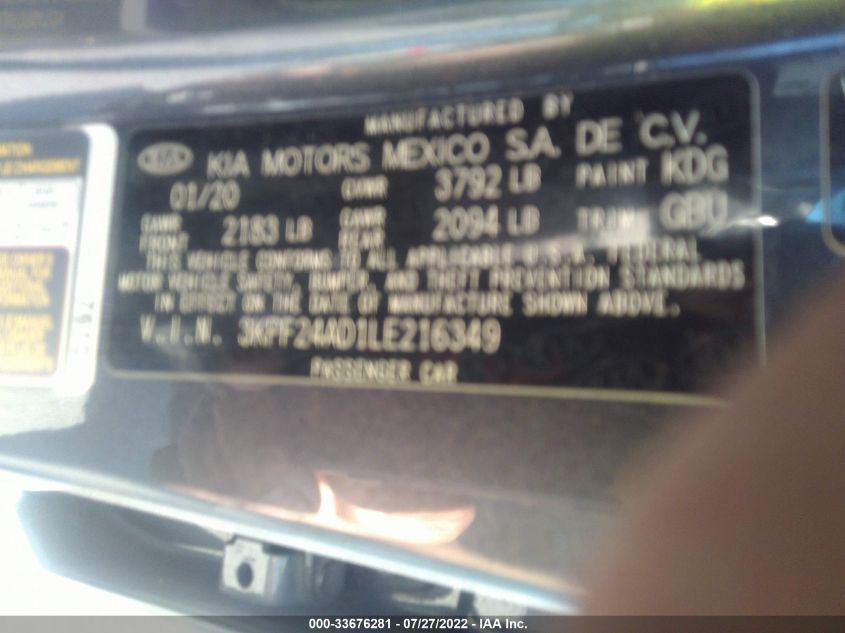 MANUFACTURED BY
KIA KIA MOTORS MEXICO S.A. DE C.V.
01/20 GVWR 3792 LB PAINT KDG
GAWR FRONT 2183 LB GAWR REAR 2094 LB TRIM GBU
THIS VEHICLE CONFORMS TO ALL APPLICABLE U.S.A. FEDERAL
MOTOR VEHICLE SAFETY, BUMPER, AND THEFT PREVENTION STANDARDS
IN EFFECT ON THE DATE OF MANUFACTURE SHOWN ABOVE.
V.I.N. 3KPF24AD1LE216349
PASSENGER CAR
000-33676281 - 07/27/2022 - IAA Inc.